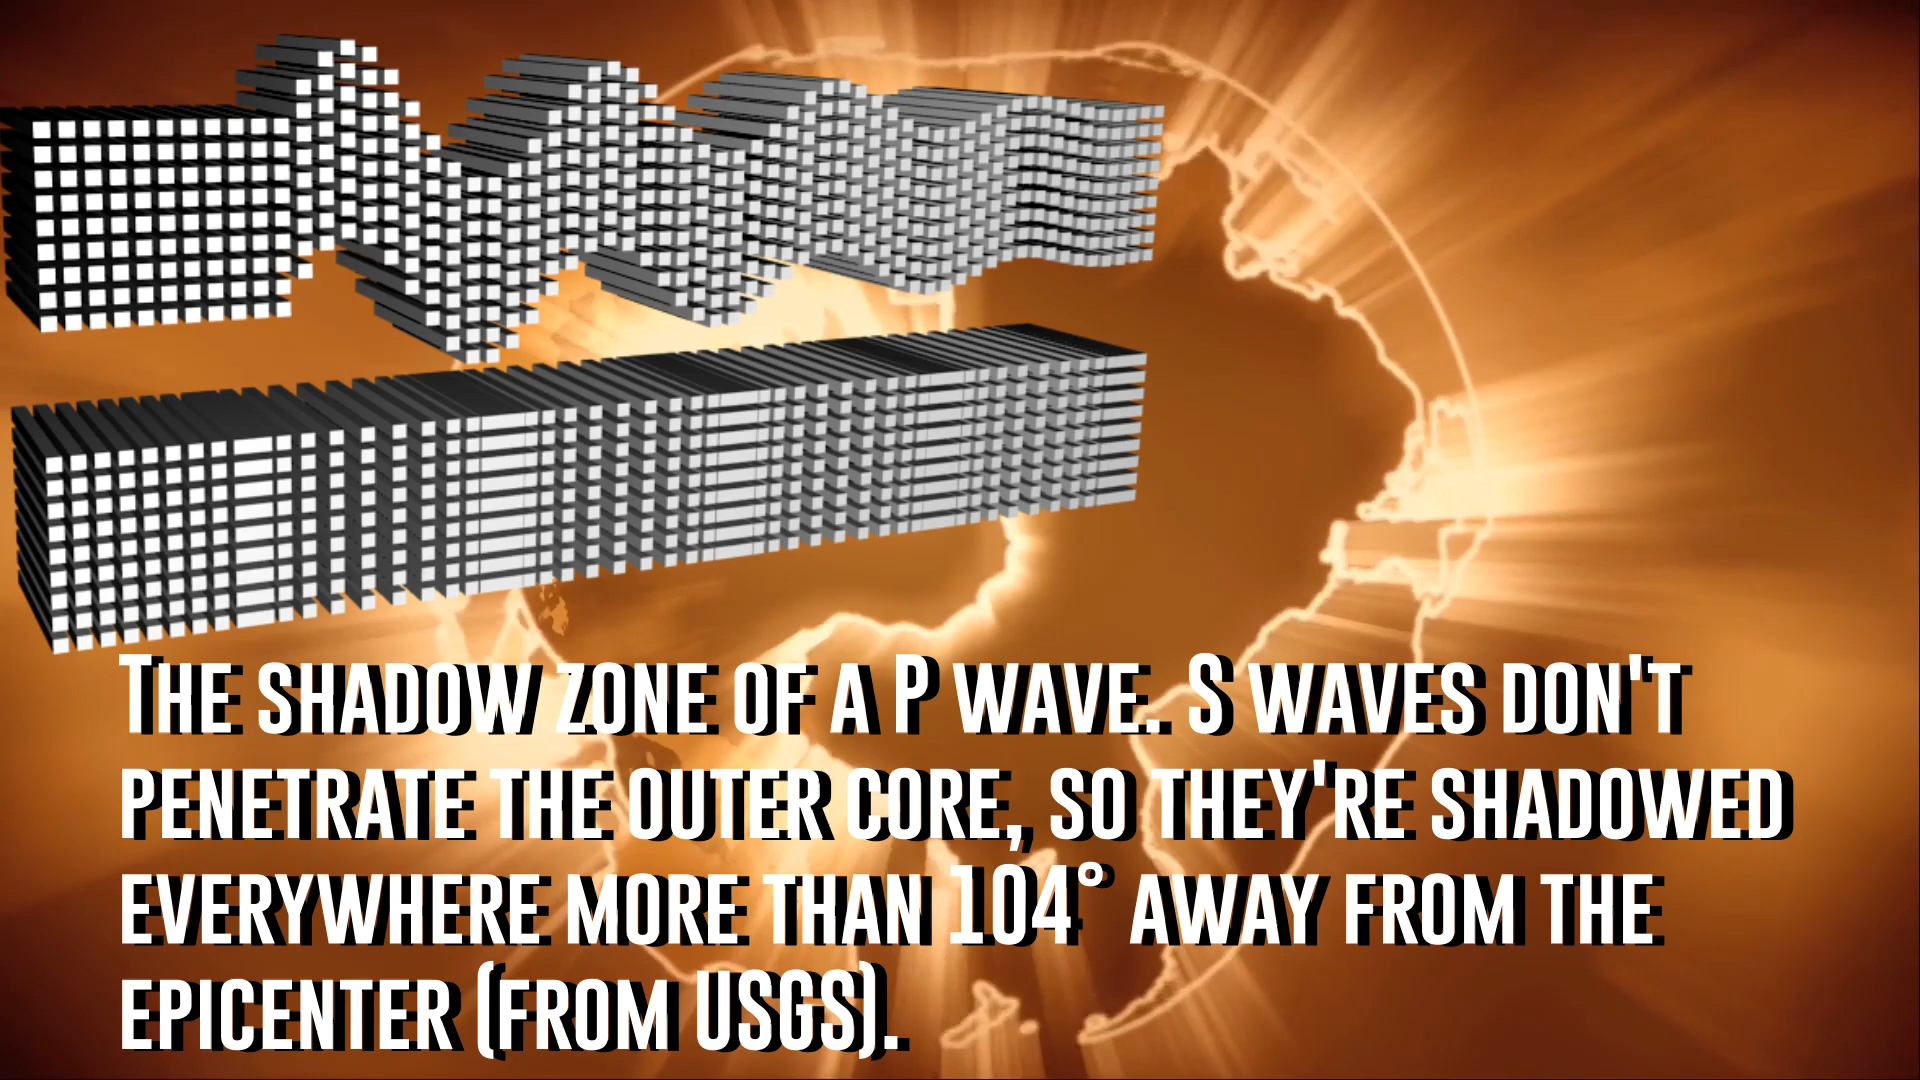 The shadow zone of a P wave. S waves don't
penetrate the outer core, so they're shadowed
everywhere more than 104° away from the
epicenter (from USGS).